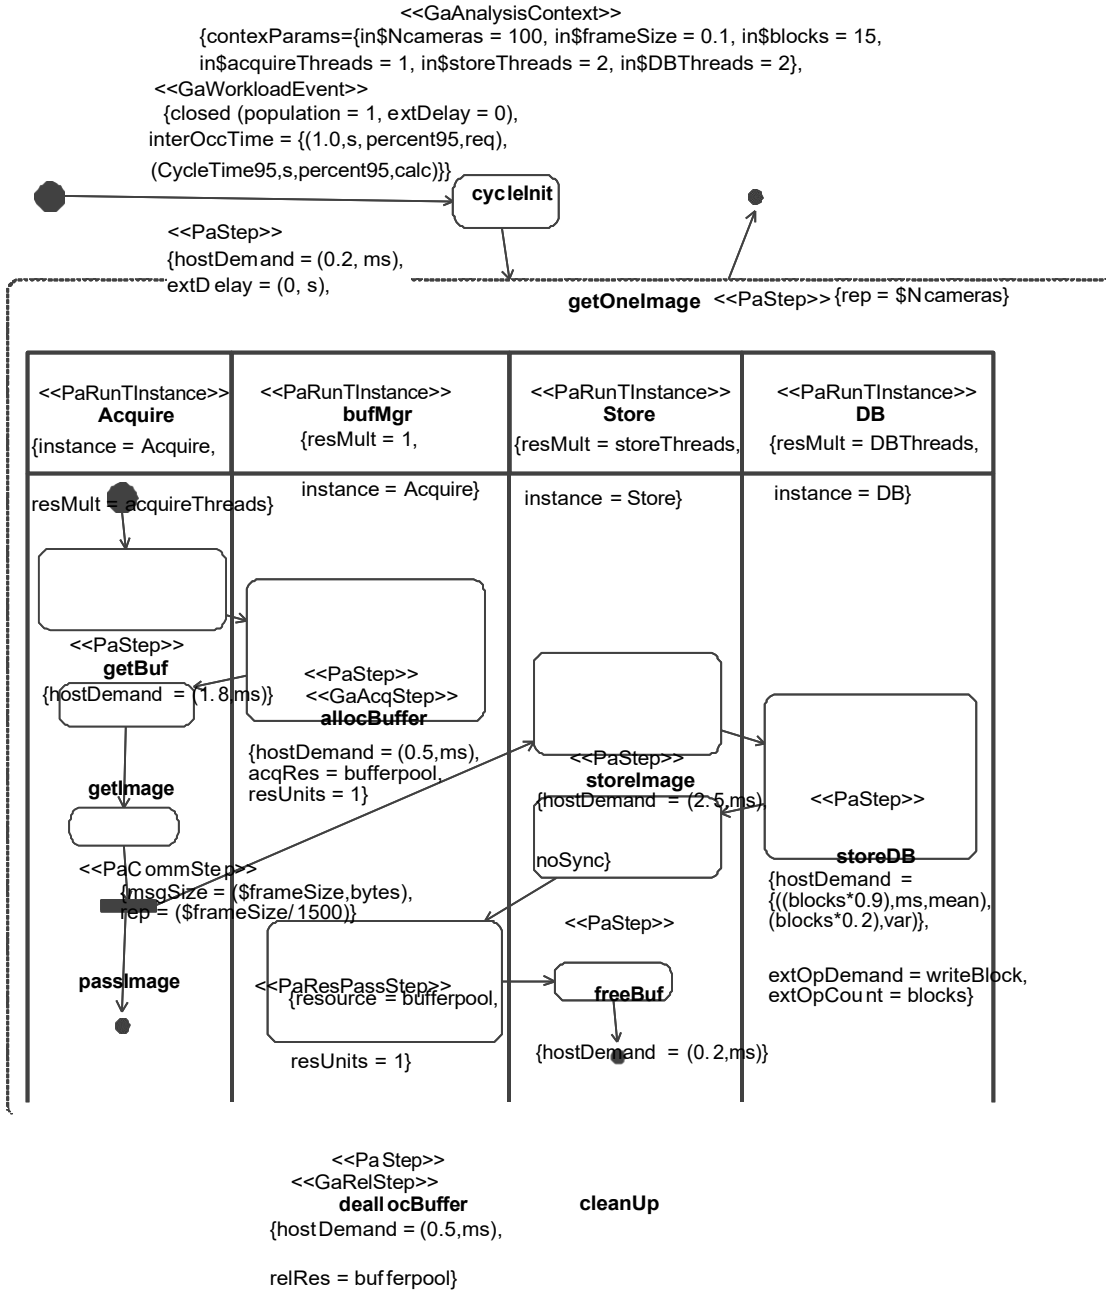 <<GaAnalysisContext>>
{contexParams={in$Ncameras = 100, in$frameSize = 0.1, in$blocks = 15,
in$acquireThreads = 1, in$storeThreads = 2, in$DBThreads = 2},
<<GaWorkloadEvent>>
{closed (population = 1, extDelay = 0),
interOccTime = {(1.0,s,percent95,req),
(CycleTime95,s,percent95,calc)}}
cycleInit
<<PaStep>>
{hostDemand = (0.2, ms),
extDelay = (0, s),
getOneImage <<PaStep>> {rep = $Ncameras}
<<PaRunTInstance>>
Acquire
{instance = Acquire,
resMult = acquireThreads}
<<PaRunTInstance>>
bufMgr
{resMult = 1,
instance = Acquire}
<<PaRunTInstance>>
Store
{resMult = storeThreads,
instance = Store}
<<PaRunTInstance>>
DB
{resMult = DBThreads,
instance = DB}
<<PaStep>>
getBuf
{hostDemand = (1.8,ms)}
<<PaStep>>
<<GaAcqStep>>
allocBuffer
{hostDemand = (0.5,ms),
acqRes = bufferpool,
resUnits = 1}
getImage
<<PaStep>>
storeImage
{hostDemand = (2.5,ms),
noSync}
<<PaStep>>
storeDB
{hostDemand =
{((blocks*0.9),ms,mean),
(blocks*0.2),var)},
extOpDemand = writeBlock,
extOpCount = blocks}
<<PaCommStep>>
{msgSize = ($frameSize,bytes),
rep = ($frameSize/1500)}
passImage
<<PaResPassStep>>
{resource = bufferpool,
resUnits = 1}
<<PaStep>>
freeBuf
{hostDemand = (0.2,ms)}
<<PaStep>>
<<GaRelStep>>
deallocBuffer
{hostDemand = (0.5,ms),
relRes = bufferpool}
cleanUp